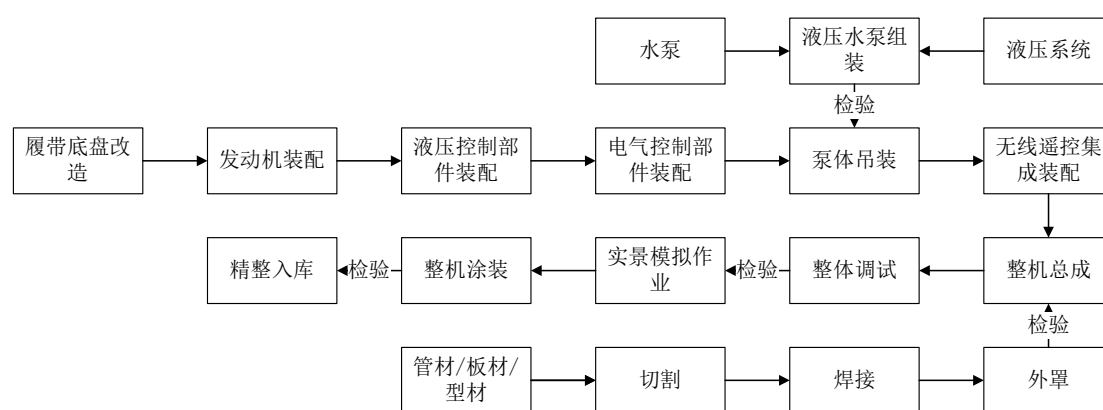 水泵
液压水泵组
装
液压系统
检验
履带底盘改
造
发动机装配
液压控制部
件装配
电气控制部
件装配
泵体吊装
无线遥控集
成装配
精整入库
检验
整机涂装
实景模拟作
业
检验
整体调试
整机总成
检验
管材/板材/
型材
切割
焊接
外罩